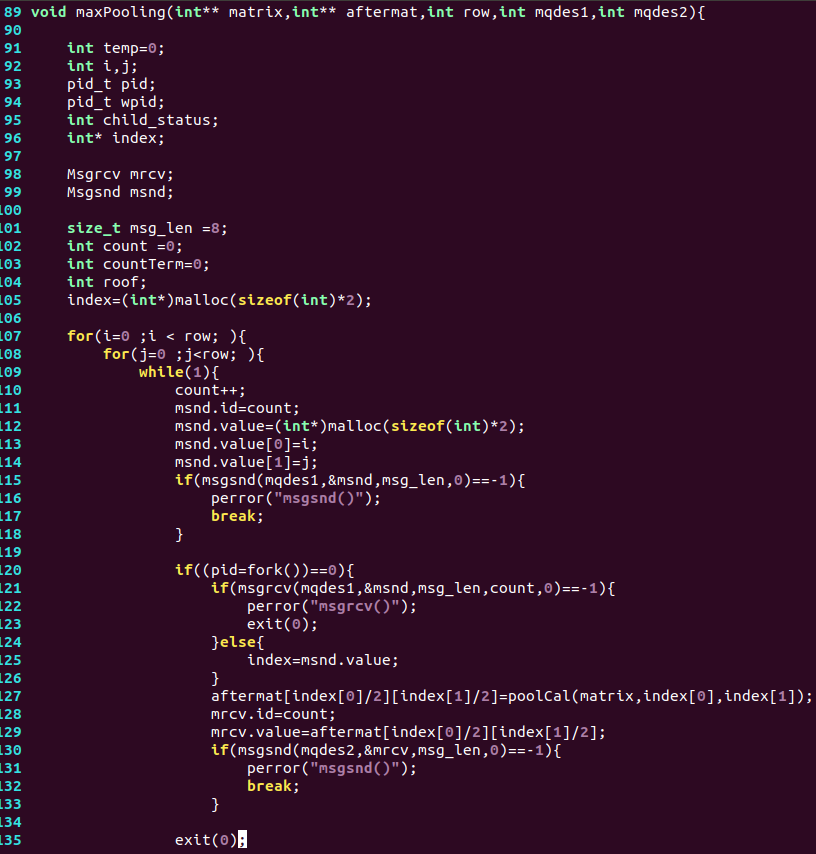 89 void maxPooling(int** matrix,int** aftermat,int row,int mqdes1,int mqdes2){
90
91     int temp=0;
92     int i,j;
93     pid_t pid;
94     pid_t wpid;
95     int child_status;
96     int* index;
97
98     Msgrcv mrcv;
99     Msgsnd msnd;
100
101     size_t msg_len =8;
102     int count =0;
103     int countTerm=0;
104     int roof;
105     index=(int*)malloc(sizeof(int)*2);
106
107     for(i=0 ;i < row; ){
108         for(j=0 ;j<row; ){
109             while(1){
110                 count++;
111                 msnd.id=count;
112                 msnd.value=(int*)malloc(sizeof(int)*2);
113                 msnd.value[0]=i;
114                 msnd.value[1]=j;
115                 if(msgsnd(mqdes1,&msnd,msg_len,0)==-1){
116                     perror("msgsnd()");
117                     break;
118                 }
119
120                 if((pid=fork())==0){
121                     if(msgrcv(mqdes1,&msnd,msg_len,count,0)==-1){
122                         perror("msgrcv()");
123                         exit(0);
124                     }else{
125                         index=msnd.value;
126                     }
127                     aftermat[index[0]/2][index[1]/2]=poolCal(matrix,index[0],index[1]);
128                     mrcv.id=count;
129                     mrcv.value=aftermat[index[0]/2][index[1]/2];
130                     if(msgsnd(mqdes2,&mrcv,msg_len,0)==-1){
131                         perror("msgsnd()");
132                         break;
133                     }
134
135                 exit(0);